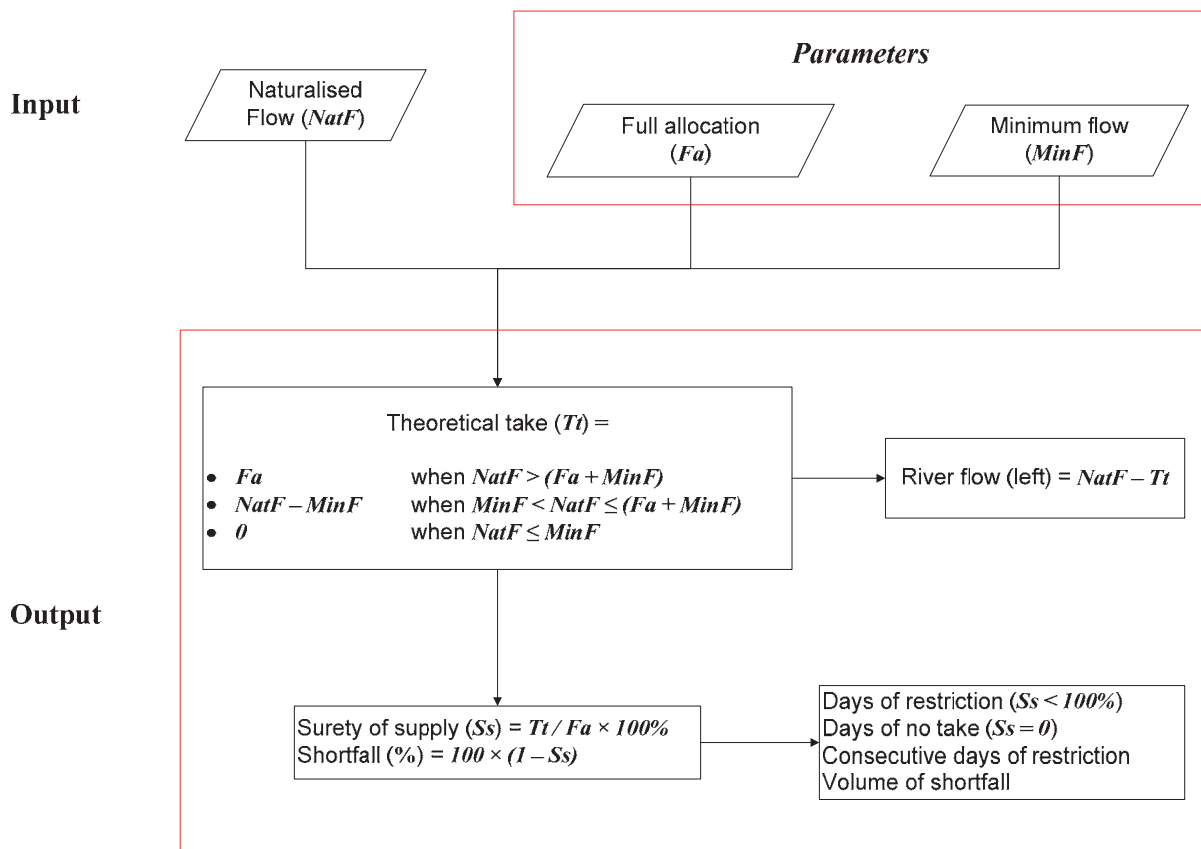 Parameters
Input
Naturalised
Flow (NatF)
Full allocation
(Fa)
Minimum flow
(MinF)
Theoretical take (Tt) =
• Fa when NatF > (Fa + MinF)
• NatF – MinF when MinF < NatF ≤ (Fa + MinF)
• 0 when NatF ≤ MinF
River flow (left) = NatF – Tt
Output
Surety of supply (Ss) = Tt / Fa × 100%
Shortfall (%) = 100 × (1 – Ss)
Days of restriction (Ss < 100%)
Days of no take (Ss = 0)
Consecutive days of restriction
Volume of shortfall